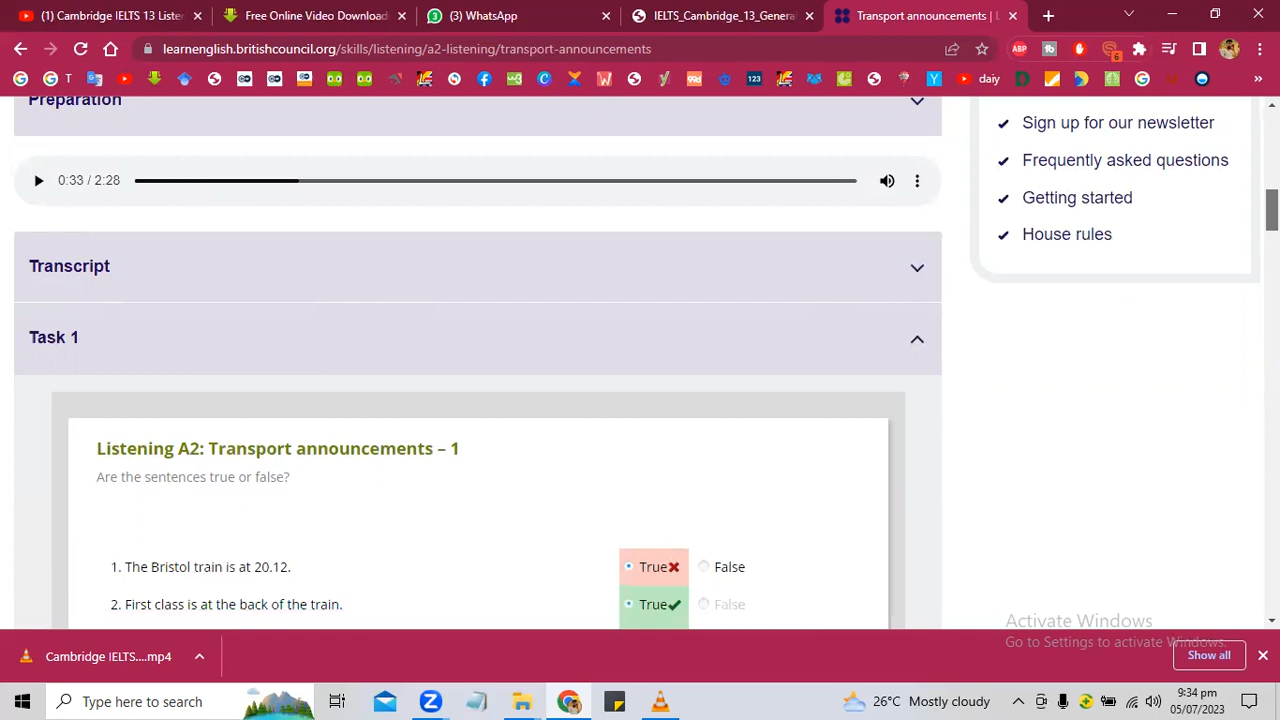 (1) Cambridge IELTS 13 Lister
Free Online Video Download
(3) WhatsApp
IELTS_Cambridge_13_Genera
Transport announcements | L
learnenglish.britishcouncil.org/skills/listening/a2-listening/transport-announcements
T
daiy
Preparation
0:33 / 2:28
Transcript
Task 1
Listening A2: Transport announcements – 1
Are the sentences true or false?
1. The Bristol train is at 20.12.
True
False
2. First class is at the back of the train.
True
False
Sign up for our newsletter
Frequently asked questions
Getting started
House rules
Activate Windows
Go to Settings to activate Windows.
Cambridge IELTS....mp4
Show all
Type here to search
26°C Mostly cloudy
9:34 pm
05/07/2023